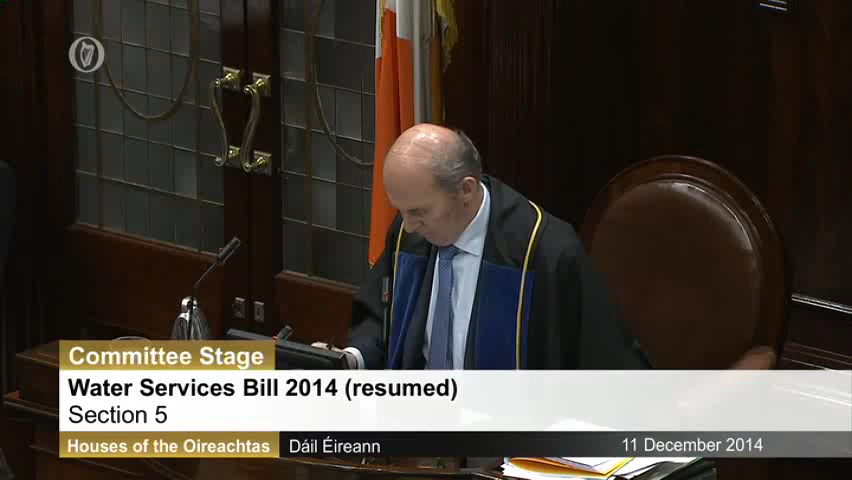 Committee Stage
Water Services Bill 2014 (resumed)
Section 5
Houses of the Oireachtas Dáil Éireann 11 December 2014